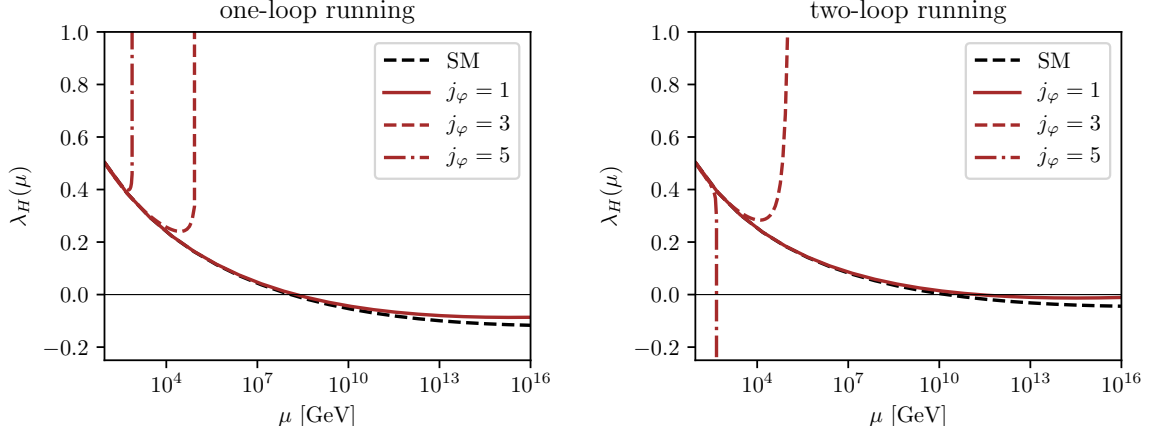 one-loop running
1.0
0.8
0.6
0.4
0.2
0.0
−0.2
λ_H(μ)
SM
j_φ = 1
j_φ = 3
j_φ = 5
10^4
10^7
10^10
10^13
10^16
μ [GeV]
two-loop running
1.0
0.8
0.6
0.4
0.2
0.0
−0.2
λ_H(μ)
SM
j_φ = 1
j_φ = 3
j_φ = 5
10^4
10^7
10^10
10^13
10^16
μ [GeV]